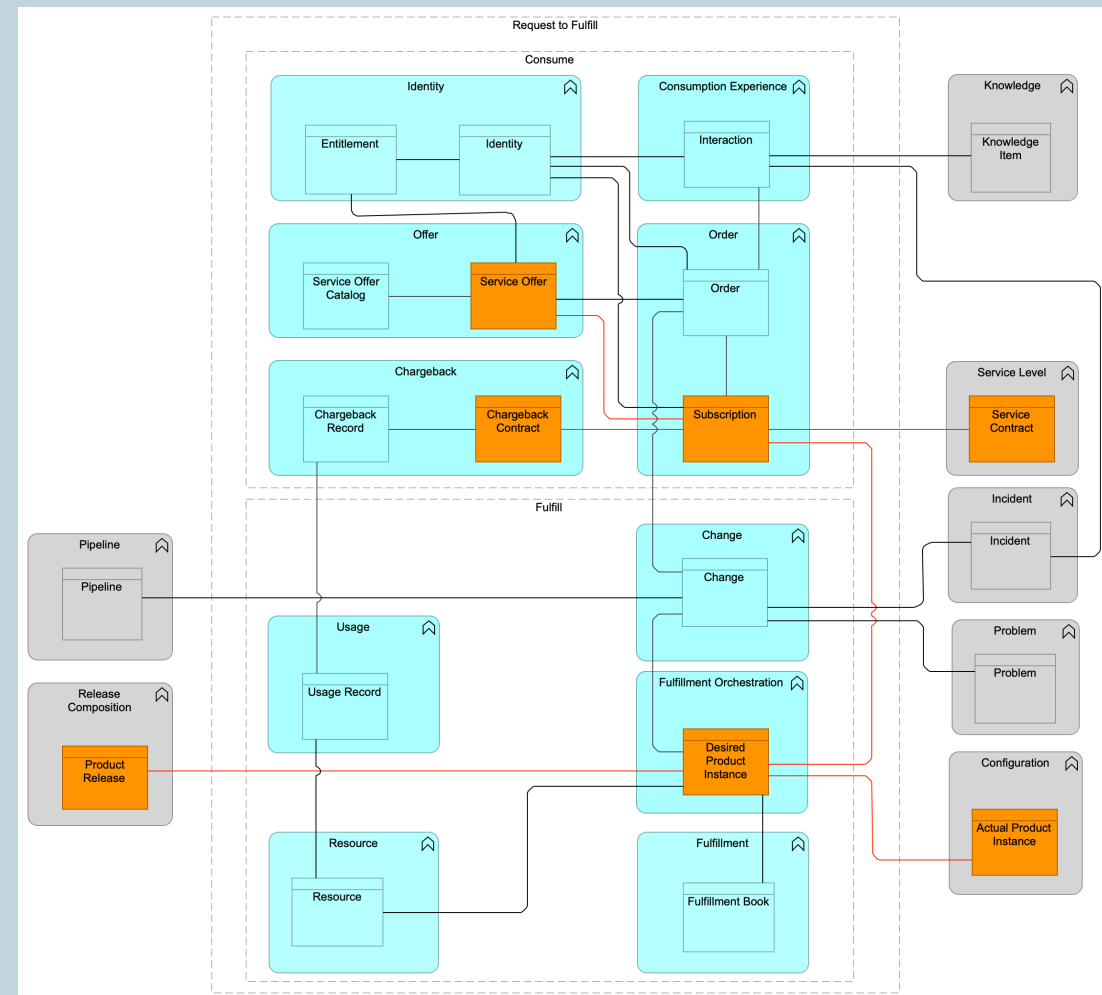 Request to Fulfill
Consume
Identity
Consumption Experience
Knowledge
Entitlement
Identity
Interaction
Knowledge
Item
Offer
Order
Service Offer
Catalog
Service Offer
Order
Chargeback
Service Level
Chargeback
Record
Chargeback
Contract
Subscription
Service
Contract
Fulfill
Incident
Pipeline
Change
Incident
Pipeline
Change
Usage
Problem
Release
Composition
Usage Record
Fulfillment Orchestration
Problem
Product
Release
Desired
Product
Instance
Configuration
Actual Product
Instance
Resource
Fulfillment
Resource
Fulfillment Book